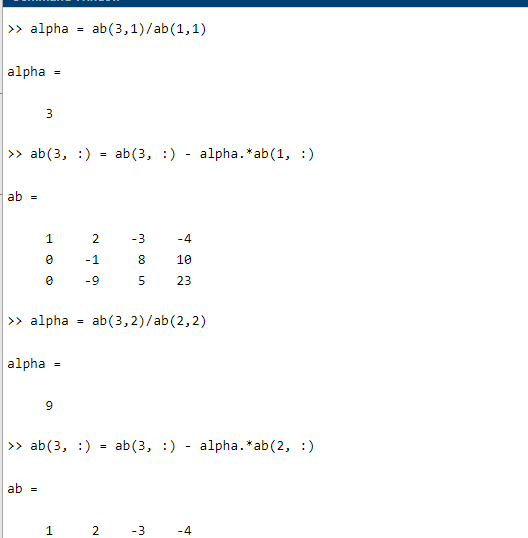 >> alpha = ab(3,1)/ab(1,1)
alpha =
3
>> ab(3, :) = ab(3, :) - alpha.*ab(1, :)
ab =
1 2 -3 -4
0 -1 8 10
0 -9 5 23
>> alpha = ab(3,2)/ab(2,2)
alpha =
9
>> ab(3, :) = ab(3, :) - alpha.*ab(2, :)
ab =
1 2 -3 -4